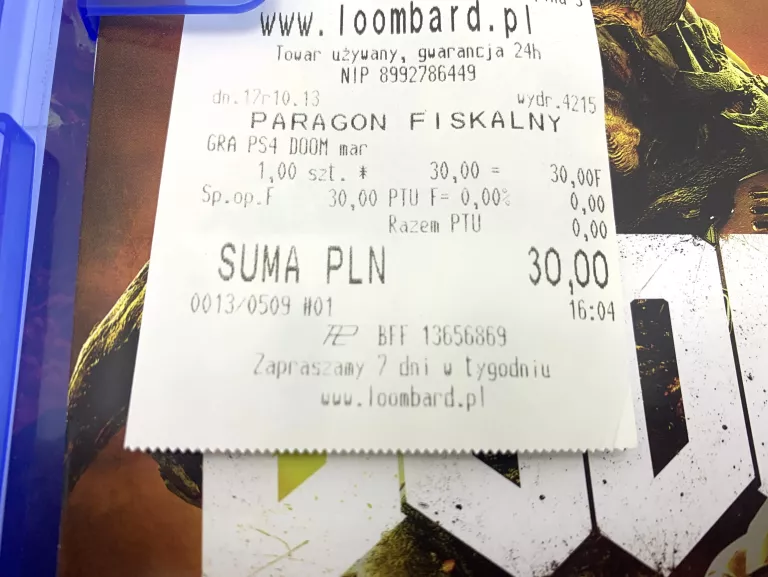 www.loombard.pl
Towar używany, gwarancja 24h
NIP 8992786449
dn.17r10.13 wydr.4215
PARAGON FISKALNY
GRA PS4 DOOM mar
1,00 szt. * 30,00 = 30,00F
Sp.op.F 30,00 PTU F= 0,00% 0,00
Razem PTU 0,00
SUMA PLN 30,00
0013/0509 #01 16:04
BFF 13656869
Zapraszamy 7 dni w tygodniu
www.loombard.pl